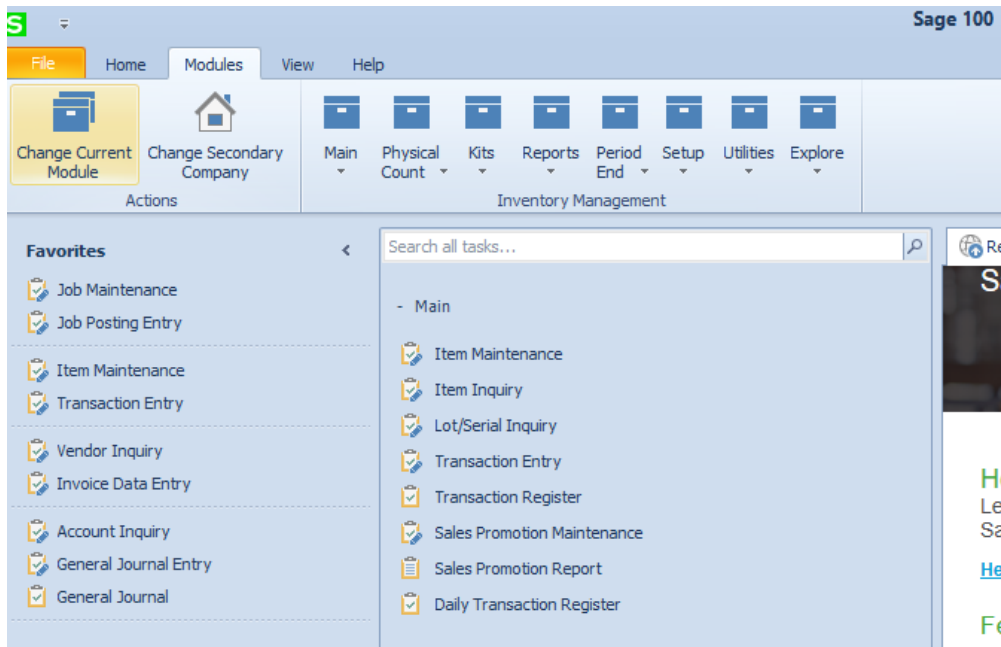 S
Sage 100
File Home Modules View Help
Change Current Module
Change Secondary Company
Main
Physical Count
Kits
Reports
Period End
Setup
Utilities
Explore
Actions
Inventory Management
Favorites
Job Maintenance
Job Posting Entry
Item Maintenance
Transaction Entry
Vendor Inquiry
Invoice Data Entry
Account Inquiry
General Journal Entry
General Journal
Search all tasks...
- Main
Item Maintenance
Item Inquiry
Lot/Serial Inquiry
Transaction Entry
Transaction Register
Sales Promotion Maintenance
Sales Promotion Report
Daily Transaction Register